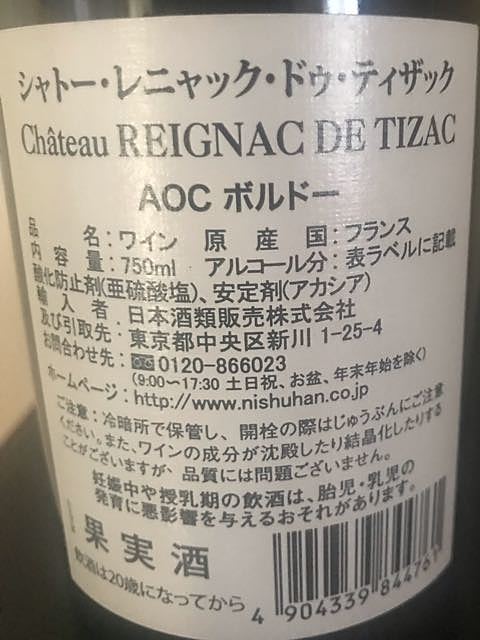 シャトー・レニャック・ドゥ・ティザック
Château REIGNAC DE TIZAC
AOC ボルドー
品 名：ワイン 原 産 国：フランス
内 容 量：750ml アルコール分：表ラベルに記載
酸化防止剤(亜硫酸塩)、安定剤(アカシア)
輸 入 者 日本酒類販売株式会社
及び引取先：東京都中央区新川 1-25-4
お問合わせ先：0120-866023
(9:00〜17:30 土日祝、お盆、年末年始を除く)
ホームページ：http://www.nishuhan.co.jp
ご注意：冷暗所で保管し、開栓の際はじゅうぶんにご注意
ください。また、ワインの成分が沈殿したり結晶化したりする
ことがございますが、品質には問題ございません。
妊娠中や授乳期の飲酒は、胎児・乳児の
発育に悪影響を与えるおそれがあります。
果実酒
飲酒は20歳になってから
4 904339 844761